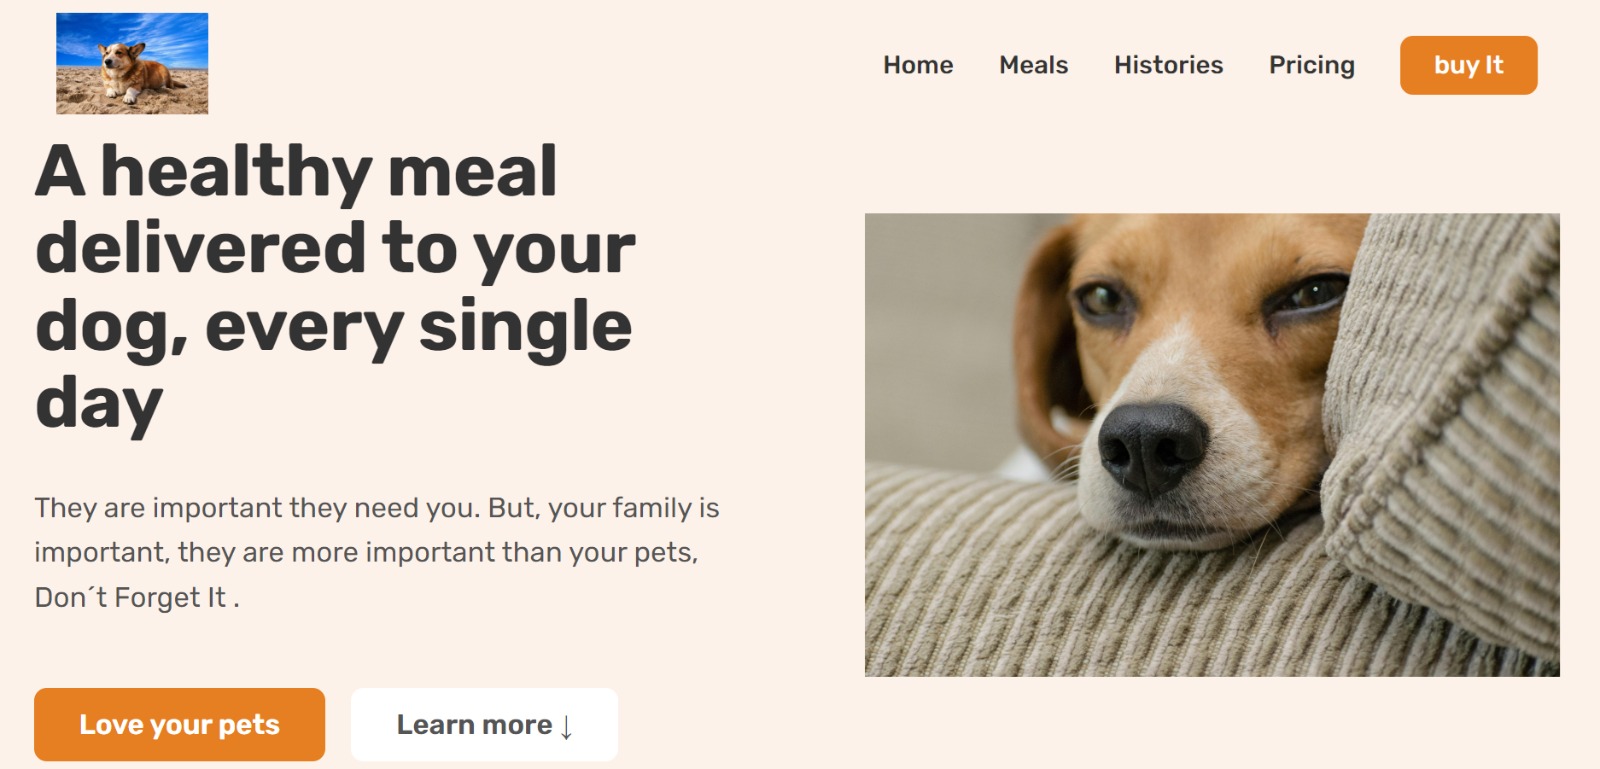 Home Meals Histories Pricing buy It
A healthy meal
delivered to your
dog, every single
day
They are important they need you. But, your family is
important, they are more important than your pets,
Don´t Forget It .
Love your pets Learn more ↓